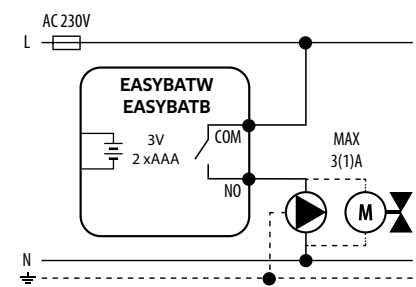 AC 230V
L
EASYBATW
EASYBATB
3V
2 xAAA
COM
MAX
3(1)A
NO
M
N